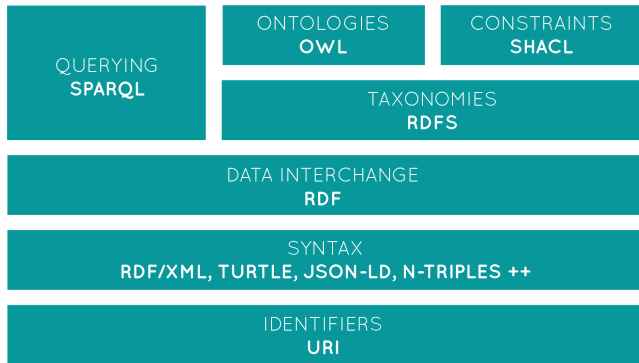 QUERYING
SPARQL
ONTOLOGIES
OWL
CONSTRAINTS
SHACL
TAXONOMIES
RDFS
DATA INTERCHANGE
RDF
SYNTAX
RDF/XML, TURTLE, JSON-LD, N-TRIPLES ++
IDENTIFIERS
URI